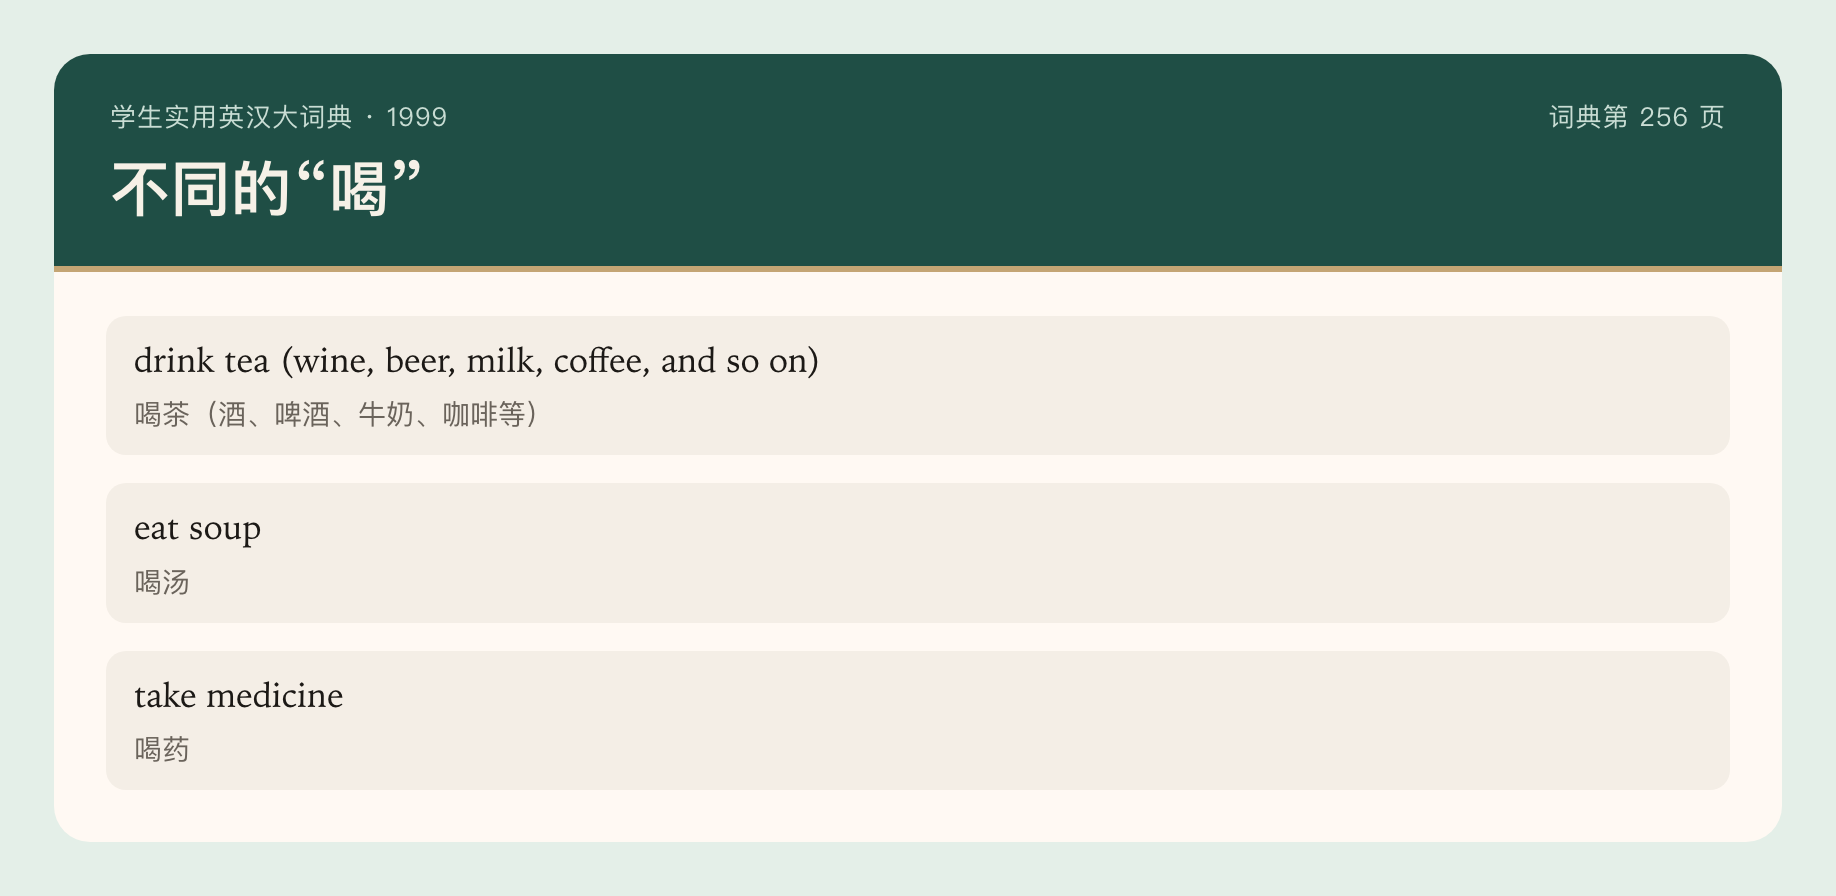 学生实用英汉大词典 · 1999
词典第 256 页
不同的“喝”
drink tea (wine, beer, milk, coffee, and so on)
喝茶（酒、啤酒、牛奶、咖啡等）
eat soup
喝汤
take medicine
喝药